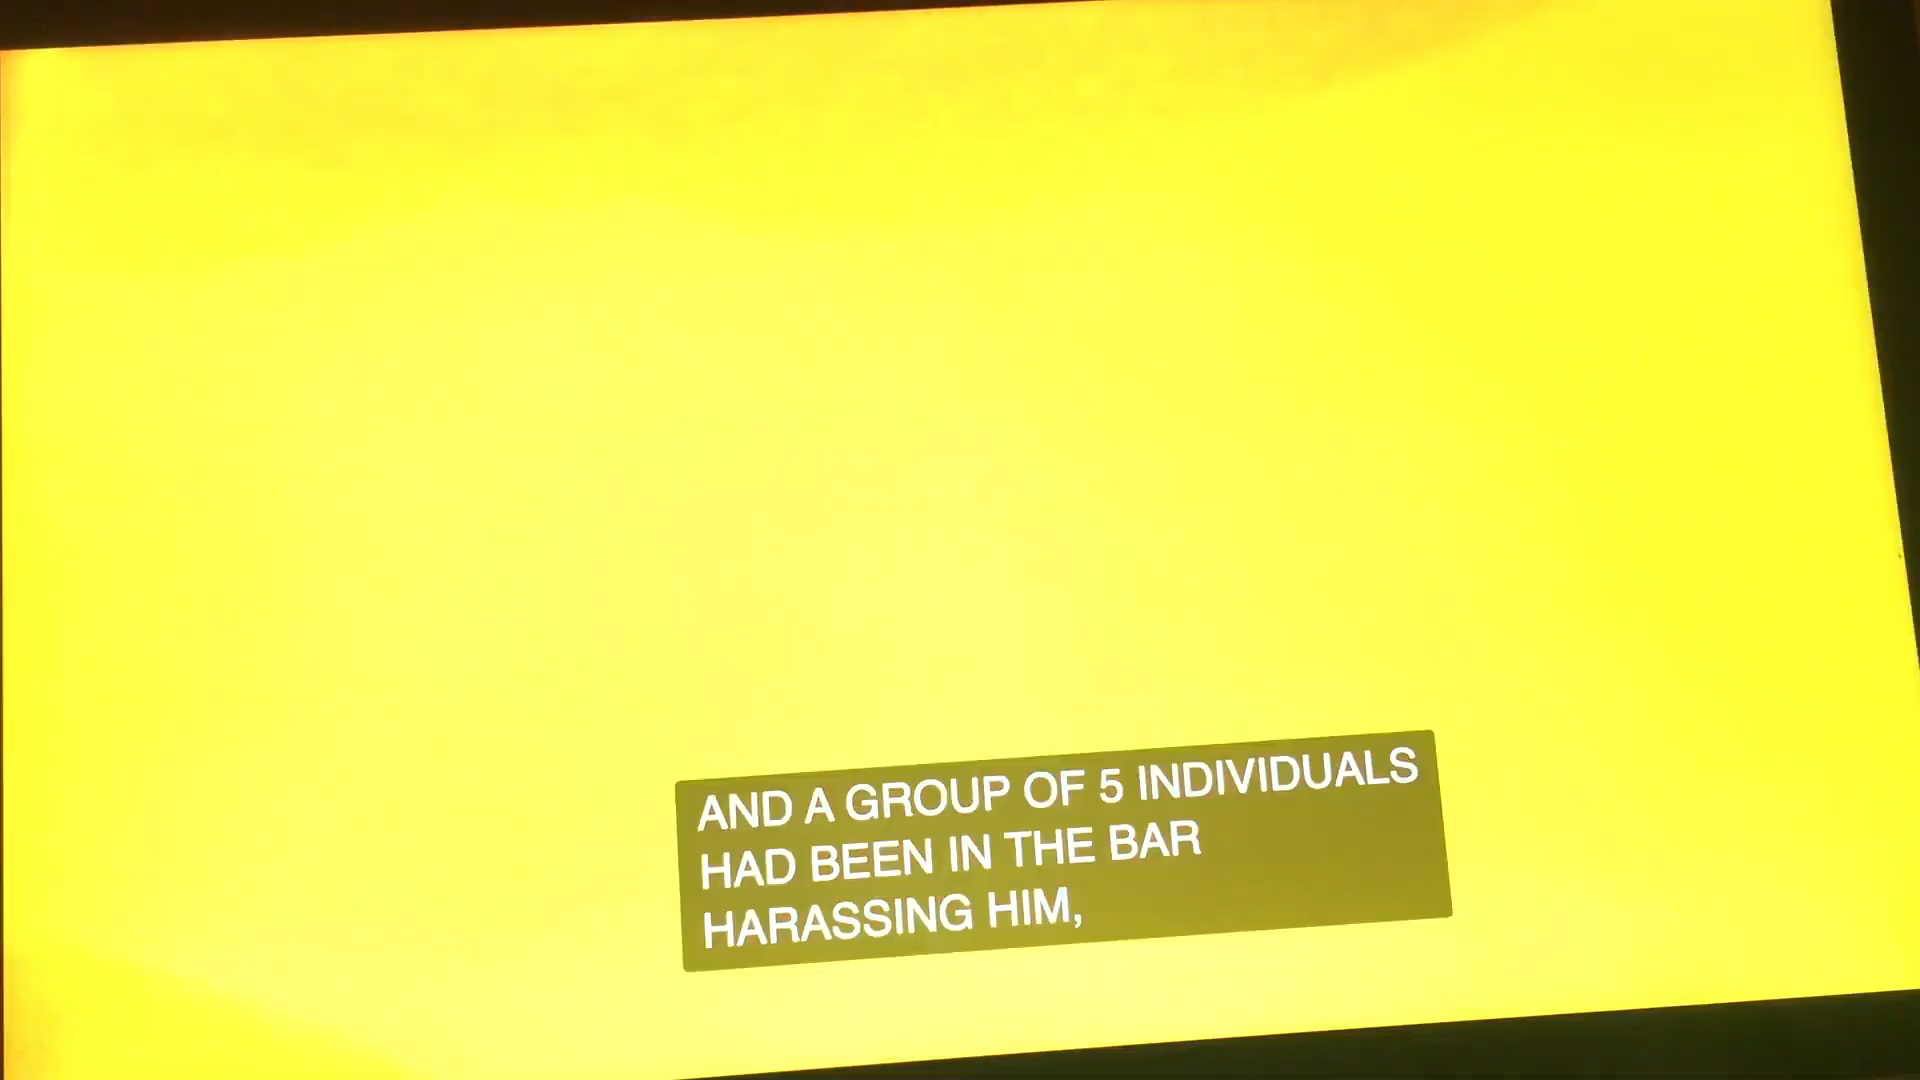 AND A GROUP OF 5 INDIVIDUALS
HAD BEEN IN THE BAR
HARASSING HIM,